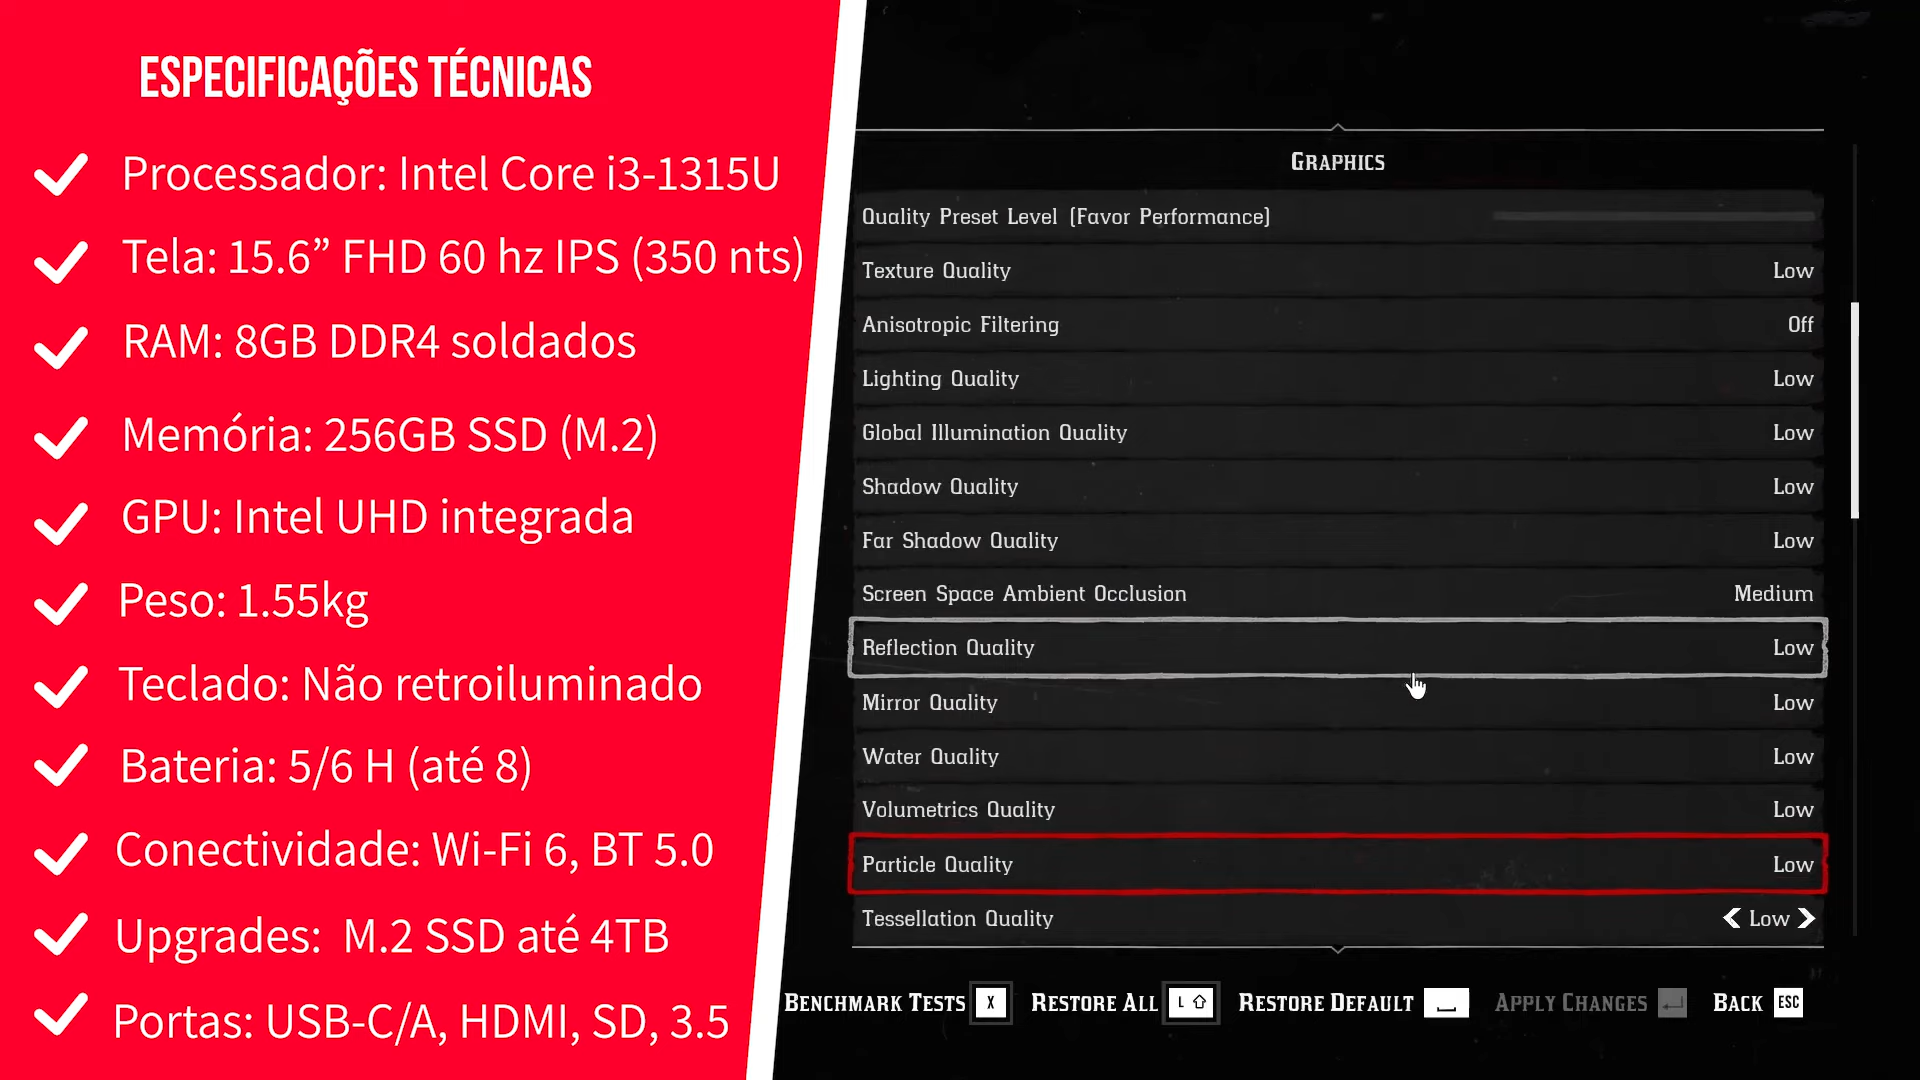 ESPECIFICAÇÕES TÉCNICAS
Processador: Intel Core i3-1315U
Tela: 15.6” FHD 60 hz IPS (350 nts)
RAM: 8GB DDR4 soldados
Memória: 256GB SSD (M.2)
GPU: Intel UHD integrada
Peso: 1.55kg
Teclado: Não retroiluminado
Bateria: 5/6 H (até 8)
Conectividade: Wi-Fi 6, BT 5.0
Upgrades: M.2 SSD até 4TB
Portas: USB-C/A, HDMI, SD, 3.5
GRAPHICS
Quality Preset Level (Favor Performance)
Texture Quality Low
Anisotropic Filtering Off
Lighting Quality Low
Global Illumination Quality Low
Shadow Quality Low
Far Shadow Quality Low
Screen Space Ambient Occlusion Medium
Reflection Quality Low
Mirror Quality Low
Water Quality Low
Volumetrics Quality Low
Particle Quality Low
Tessellation Quality Low
BENCHMARK TESTS X RESTORE ALL L RESTORE DEFAULT APPLY CHANGES BACK ESC